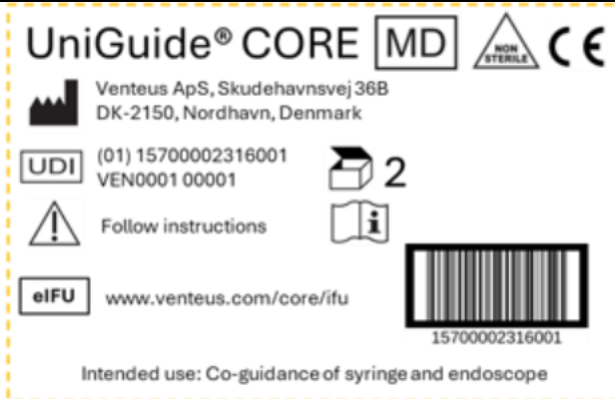 UniGuide® CORE MD NON STERILE CE
Venteus ApS, Skudehavnsvej 36B
DK-2150, Nordhavn, Denmark
UDI (01) 15700002316001
VEN0001 00001
2
Follow instructions
i
eIFU www.venteus.com/core/ifu
15700002316001
Intended use: Co-guidance of syringe and endoscope